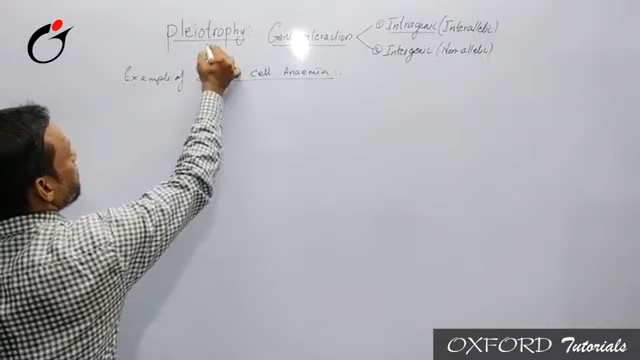 Pleiotrophy: Gene interaction ① Intragenic (Interallelic)
② Intergenic (Non allelic)
Example of cell Anaemia :.
OXFORD Tutorials